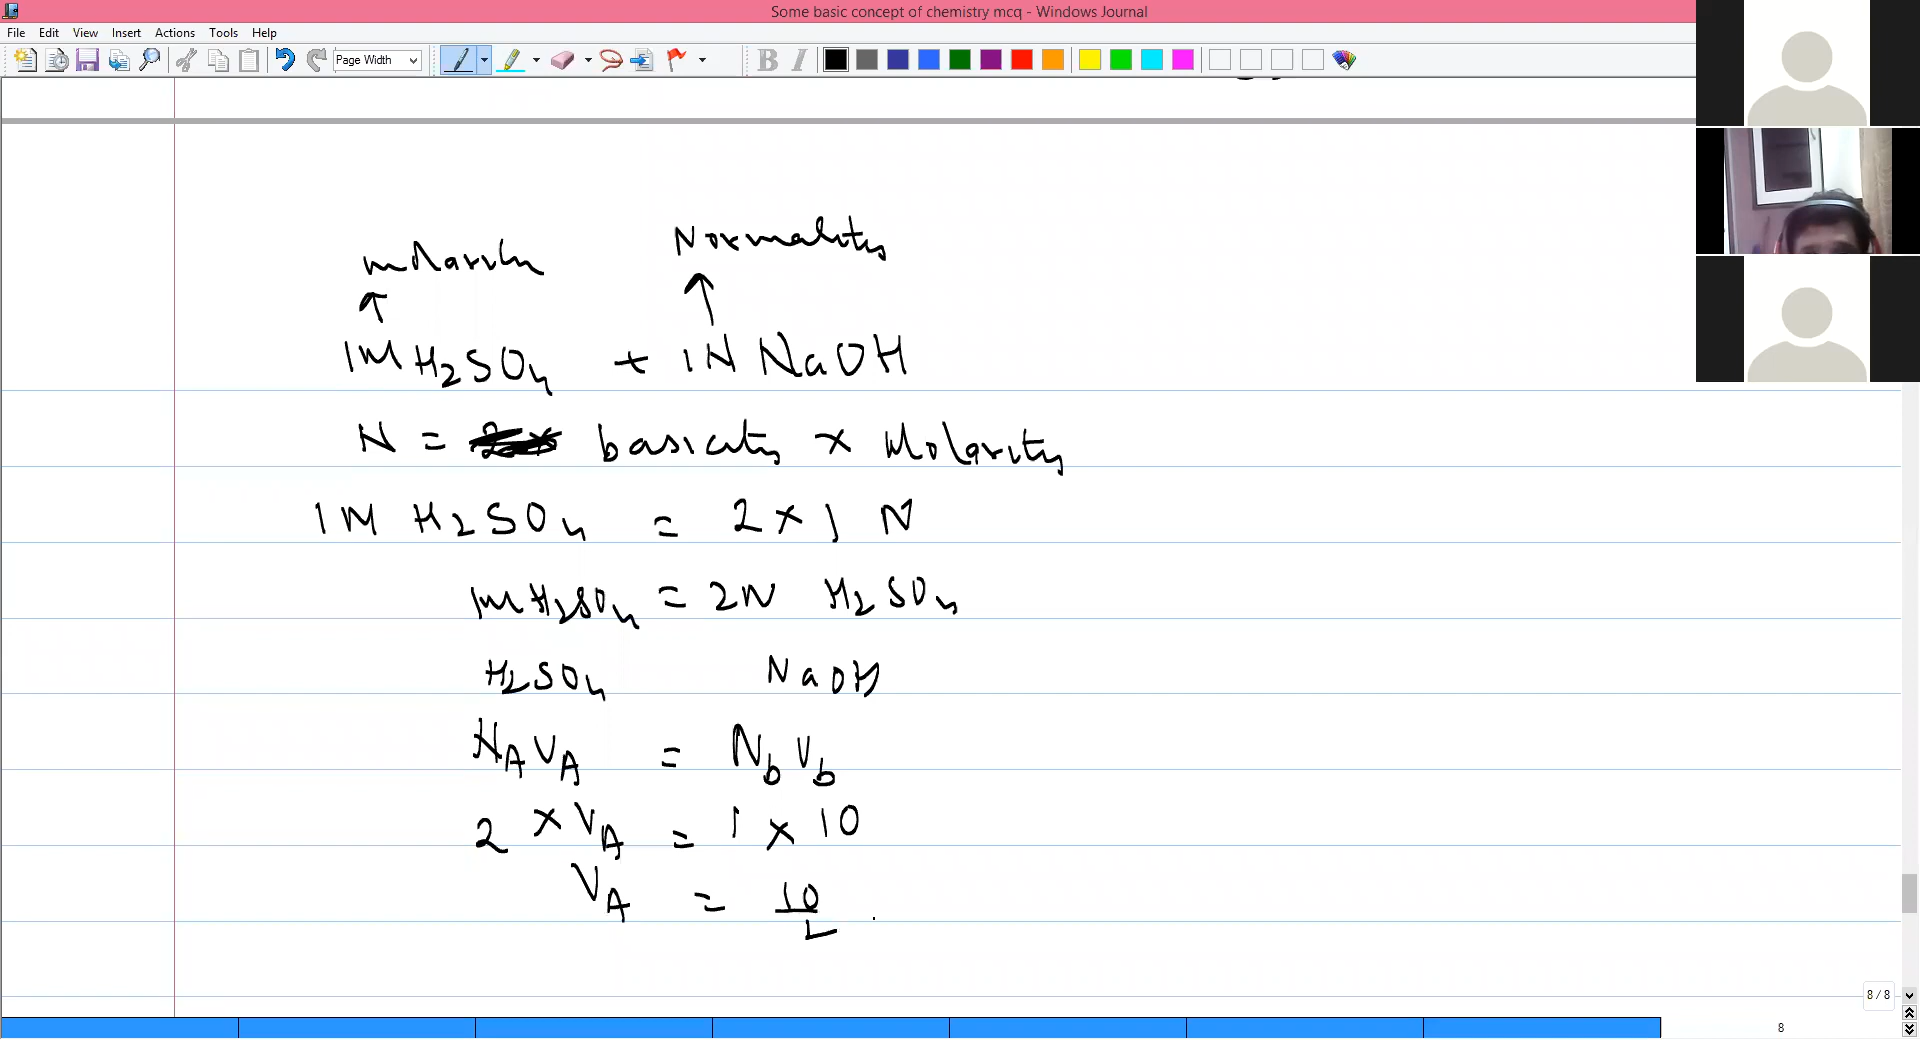 Some basic concept of chemistry mcq - Windows Journal
File Edit View Insert Actions Tools Help
Page Width
B I
molarity Normality
1M H2SO4 + 1N NaOH
N = basicity x Molarity
1M H2SO4 = 2 x 1 N
1M H2SO4 = 2N H2SO4
H2SO4 NaOH
NAVA = NbVb
2 x VA = 1 x 10
VA = 10
8 / 8
8